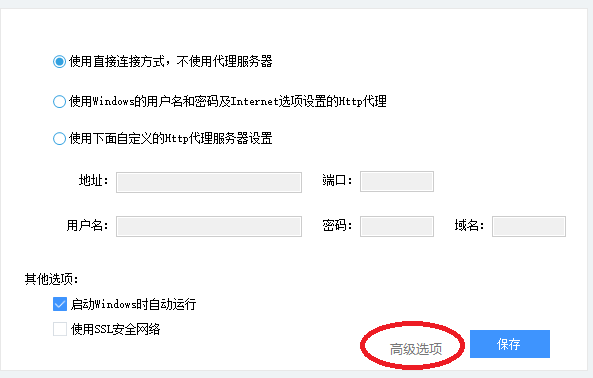 使用直接连接方式，不使用代理服务器
使用Windows的用户名和密码及Internet选项设置的Http代理
使用下面自定义的Http代理服务器设置
地址： 端口：
用户名： 密码： 域名：
其他选项：
启动Windows时自动运行
使用SSL安全网络
高级选项 保存